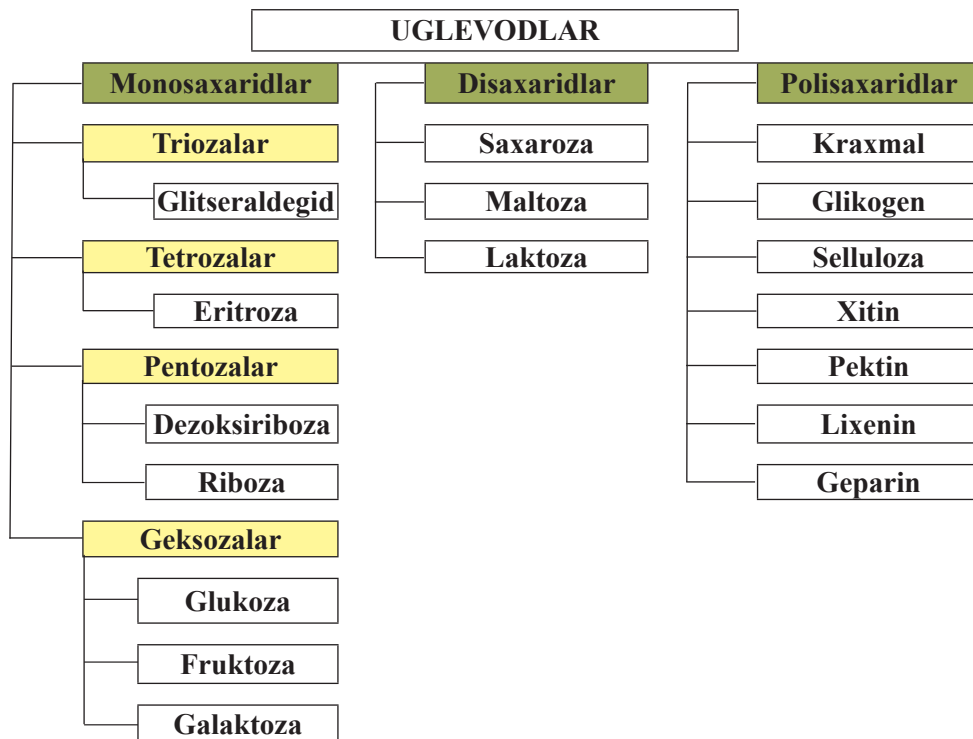 UGLEVODLAR
Monosaxaridlar
Triozalar
Glitseraldegid
Tetrozalar
Eritroza
Pentozalar
Dezoksiriboza
Riboza
Geksozalar
Glukoza
Fruktoza
Galaktoza
Disaxaridlar
Saxaroza
Maltoza
Laktoza
Polisaxaridlar
Kraxmal
Glikogen
Selluloza
Xitin
Pektin
Lixenin
Geparin